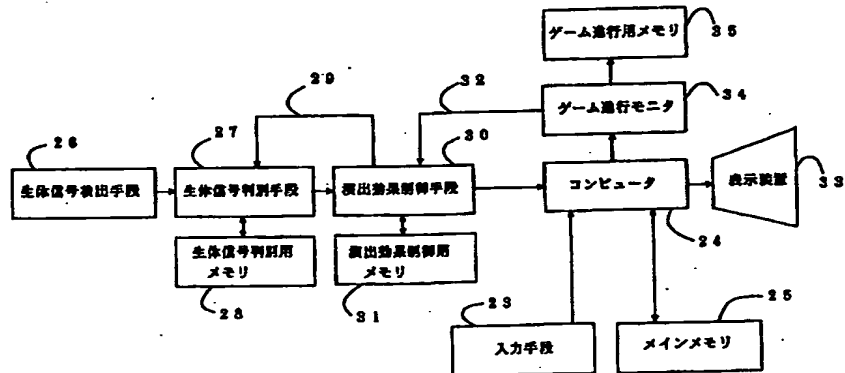 ゲーム進行用メモリ
35
29
32
ゲーム進行モニタ
34
26
27
30
生体信号検出手段
生体信号判別手段
演出効果制御手段
コンピュータ
表示装置
33
24
生体信号判別用
メモリ
演出効果制御用
メモリ
28
31
23
25
入力手段
メインメモリ